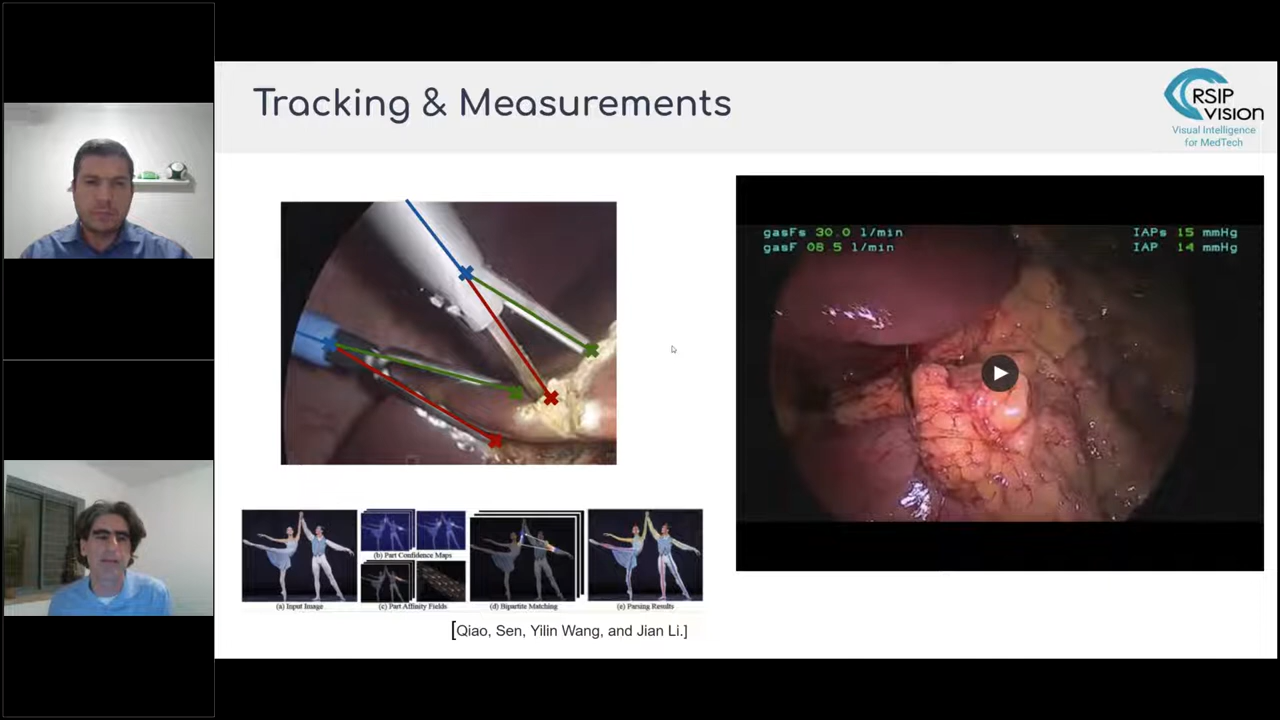 Tracking & Measurements
RSIP
VISION
Visual Intelligence
for MedTech
gasFs 30.0 l/min
gasF 08.5 l/min
IAPs 15 mmHg
IAP 14 mmHg
(a) Input Image
(b) Part Confidence Maps
(c) Part Affinity Fields
(d) Bipartite Matching
(e) Parsing Results
[Qiao, Sen, Yilin Wang, and Jian Li.]